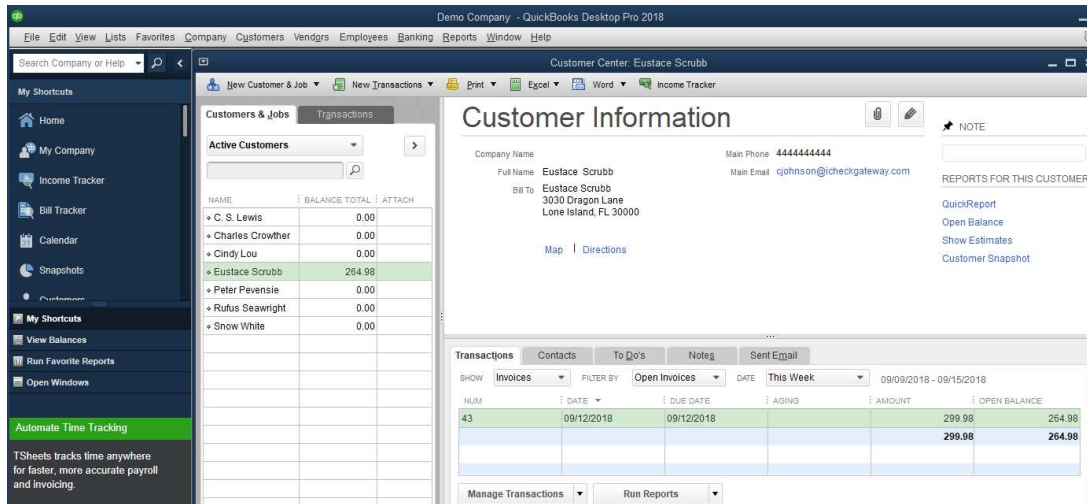 Demo Company - QuickBooks Desktop Pro 2018
File Edit View Lists Favorites Company Customers Vendors Employees Banking Reports Window Help
Search Company or Help
Customer Center: Eustace Scrubb
New Customer & Job New Transactions Print Excel Word Income Tracker
My Shortcuts
Home
My Company
Income Tracker
Bill Tracker
Calendar
Snapshots
Customers
My Shortcuts
View Balances
Run Favorite Reports
Open Windows
Automate Time Tracking
TSheets tracks time anywhere
for faster, more accurate payroll
and invoicing.
Customers & Jobs Transactions
Active Customers
NAME BALANCE TOTAL ATTACH
C. S. Lewis 0.00
Charles Crowther 0.00
Cindy Lou 0.00
Eustace Scrubb 264.98
Peter Pevensie 0.00
Rufus Seawright 0.00
Snow White 0.00
Customer Information
Company Name
Full Name Eustace Scrubb
Bill To Eustace Scrubb
3030 Dragon Lane
Lone Island, FL 30000
Main Phone 4444444444
Main Email cjohnson@icheckgateway.com
Map | Directions
NOTE
REPORTS FOR THIS CUSTOMER
QuickReport
Open Balance
Show Estimates
Customer Snapshot
Transactions Contacts To Do's Notes Sent Email
SHOW Invoices FILTER BY Open Invoices DATE This Week 09/09/2018 - 09/15/2018
NUM DATE DUE DATE AGING AMOUNT OPEN BALANCE
43 09/12/2018 09/12/2018 299.98 264.98
299.98 264.98
Manage Transactions Run Reports